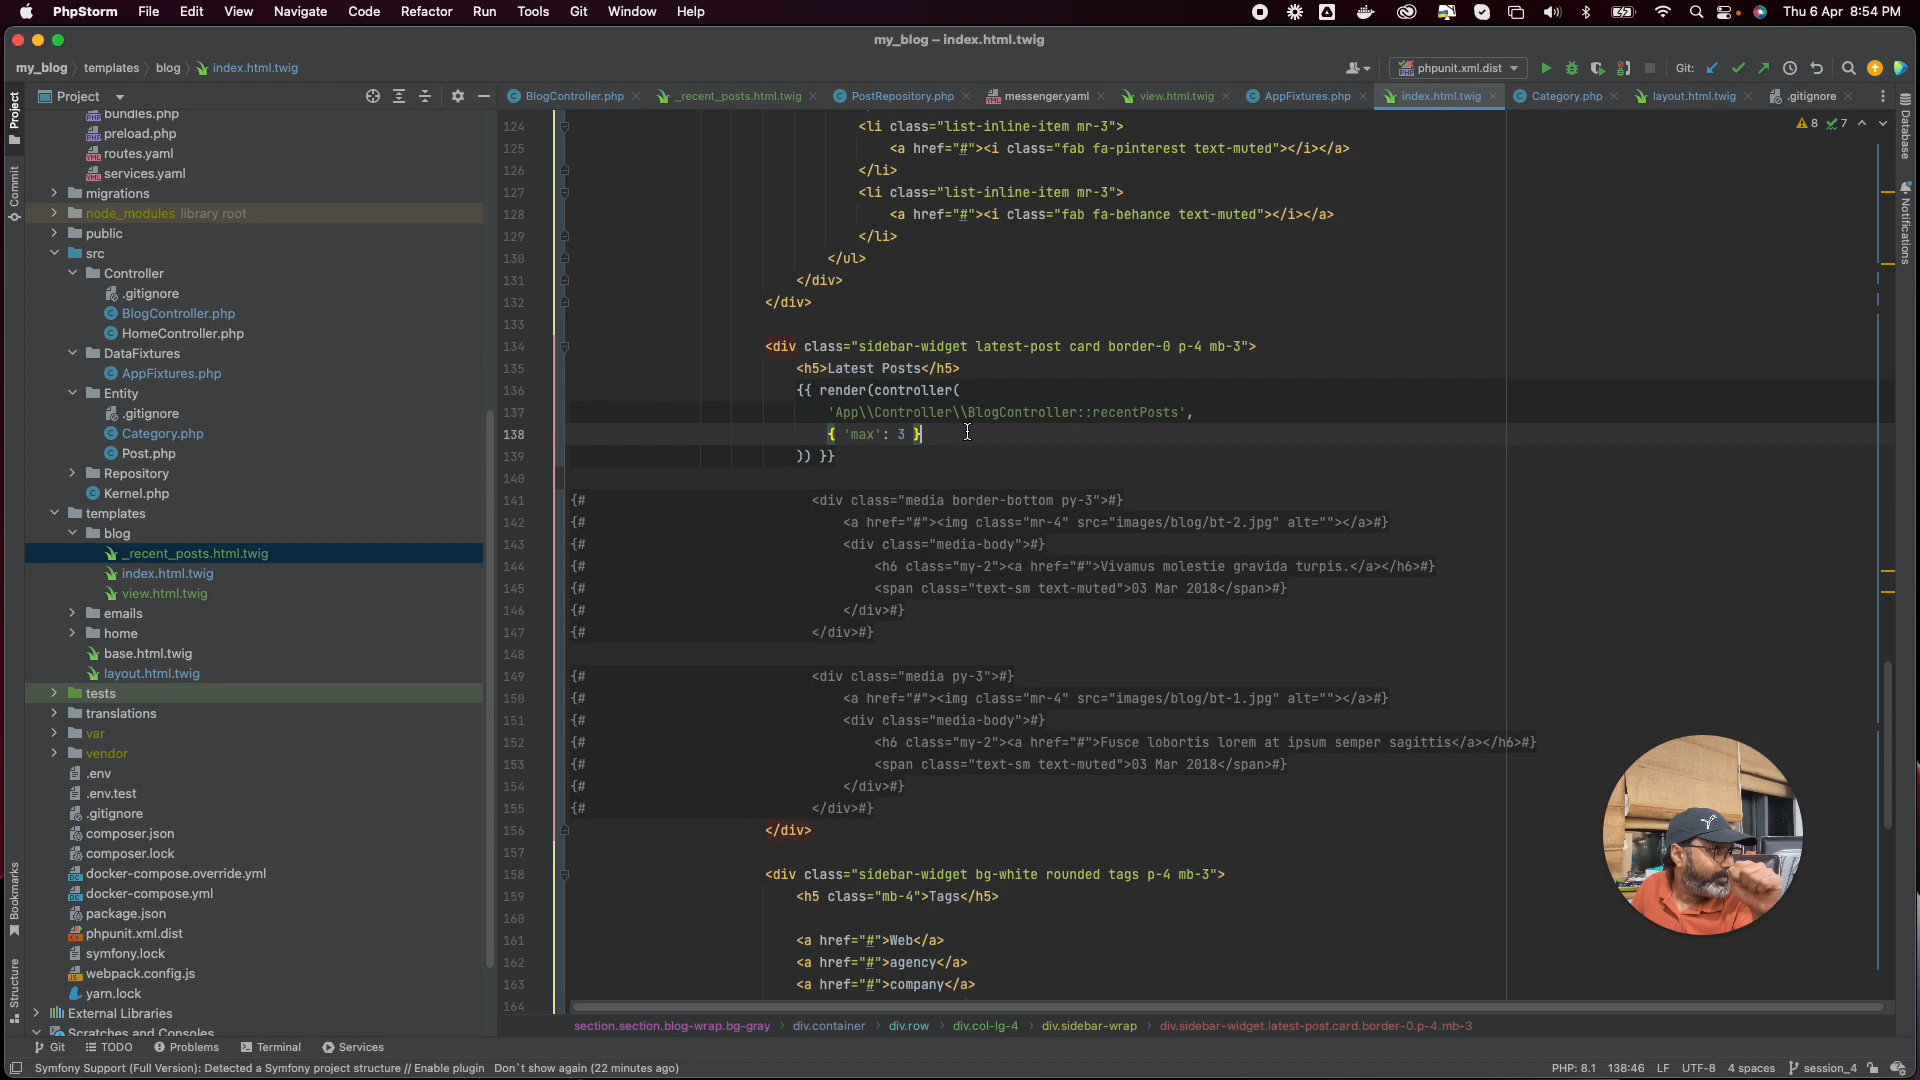 PhpStorm File Edit View Navigate Code Refactor Run Tools Git Window Help Thu 6 Apr 8:54 PM
my_blog – index.html.twig
my_blog templates blog index.html.twig phpunit.xml.dist Git:
Project BlogController.php _recent_posts.html.twig PostRepository.php messenger.yaml view.html.twig AppFixtures.php index.html.twig Category.php layout.html.twig .gitignore
Project
Commit
Bookmarks
Structure
bundles.php
preload.php
routes.yaml
services.yaml
migrations
node_modules library root
public
src
Controller
.gitignore
BlogController.php
HomeController.php
DataFixtures
AppFixtures.php
Entity
.gitignore
Category.php
Post.php
Repository
Kernel.php
templates
blog
_recent_posts.html.twig
index.html.twig
view.html.twig
emails
home
base.html.twig
layout.html.twig
tests
translations
var
vendor
.env
.env.test
.gitignore
composer.json
composer.lock
docker-compose.override.yml
docker-compose.yml
package.json
phpunit.xml.dist
symfony.lock
webpack.config.js
yarn.lock
External Libraries
Scratches and Consoles
8 7
124 <li class="list-inline-item mr-3">
125 <a href="#"><i class="fab fa-pinterest text-muted"></i></a>
126 </li>
127 <li class="list-inline-item mr-3">
128 <a href="#"><i class="fab fa-behance text-muted"></i></a>
129 </li>
130 </ul>
131 </div>
132 </div>
133
134 <div class="sidebar-widget latest-post card border-0 p-4 mb-3">
135 <h5>Latest Posts</h5>
136 {{ render(controller(
137 'App\\Controller\\BlogController::recentPosts',
138 { 'max': 3 }
139 )) }}
140
141 {# <div class="media border-bottom py-3">#}
142 {# <a href="#"><img class="mr-4" src="images/blog/bt-2.jpg" alt=""></a>#}
143 {# <div class="media-body">#}
144 {# <h6 class="my-2"><a href="#">Vivamus molestie gravida turpis.</a></h6>#}
145 {# <span class="text-sm text-muted">03 Mar 2018</span>#}
146 {# </div>#}
147 {# </div>#}
148
149 {# <div class="media py-3">#}
150 {# <a href="#"><img class="mr-4" src="images/blog/bt-1.jpg" alt=""></a>#}
151 {# <div class="media-body">#}
152 {# <h6 class="my-2"><a href="#">Fusce lobortis lorem at ipsum semper sagittis</a></h6>#}
153 {# <span class="text-sm text-muted">03 Mar 2018</span>#}
154 {# </div>#}
155 {# </div>#}
156 </div>
157
158 <div class="sidebar-widget bg-white rounded tags p-4 mb-3">
159 <h5 class="mb-4">Tags</h5>
160
161 <a href="#">Web</a>
162 <a href="#">agency</a>
163 <a href="#">company</a>
164
Database
Notifications
section.section.blog-wrap.bg-gray div.container div.row div.col-lg-4 div.sidebar-wrap div.sidebar-widget.latest-post.card.border-0.p-4.mb-3
Git TODO Problems Terminal Services
Symfony Support (Full Version): Detected a Symfony project structure // Enable plugin Don't show again (22 minutes ago) PHP: 8.1 138:46 LF UTF-8 4 spaces session_4